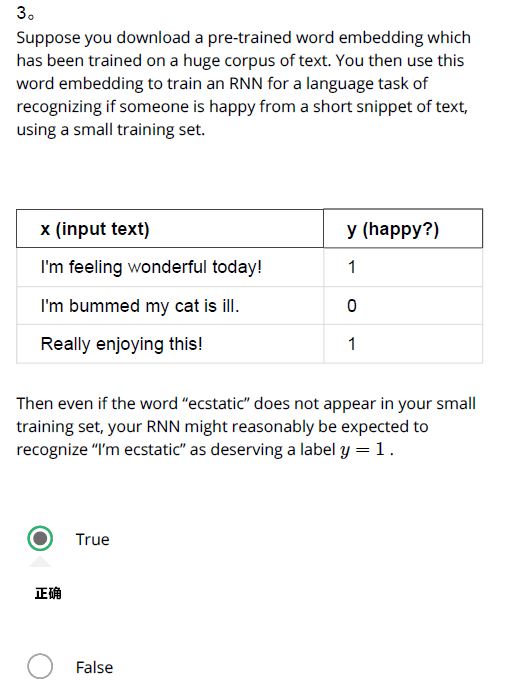 3。
Suppose you download a pre-trained word embedding which
has been trained on a huge corpus of text. You then use this
word embedding to train an RNN for a language task of
recognizing if someone is happy from a short snippet of text,
using a small training set.
x (input text) y (happy?)
I'm feeling wonderful today! 1
I'm bummed my cat is ill. 0
Really enjoying this! 1
Then even if the word “ecstatic” does not appear in your small
training set, your RNN might reasonably be expected to
recognize “I’m ecstatic” as deserving a label y = 1 .
True
正确
False